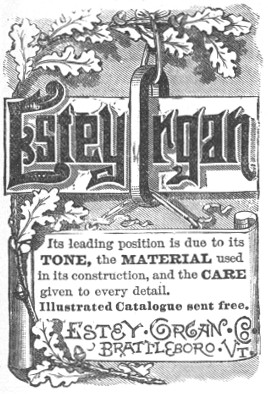 Estey Organ
Its leading position is due to its
TONE, the MATERIAL used
in its construction, and the CARE
given to every detail.
Illustrated Catalogue sent free.
ESTEY · ORGAN · Co.
BRATTLEBORO · VT.